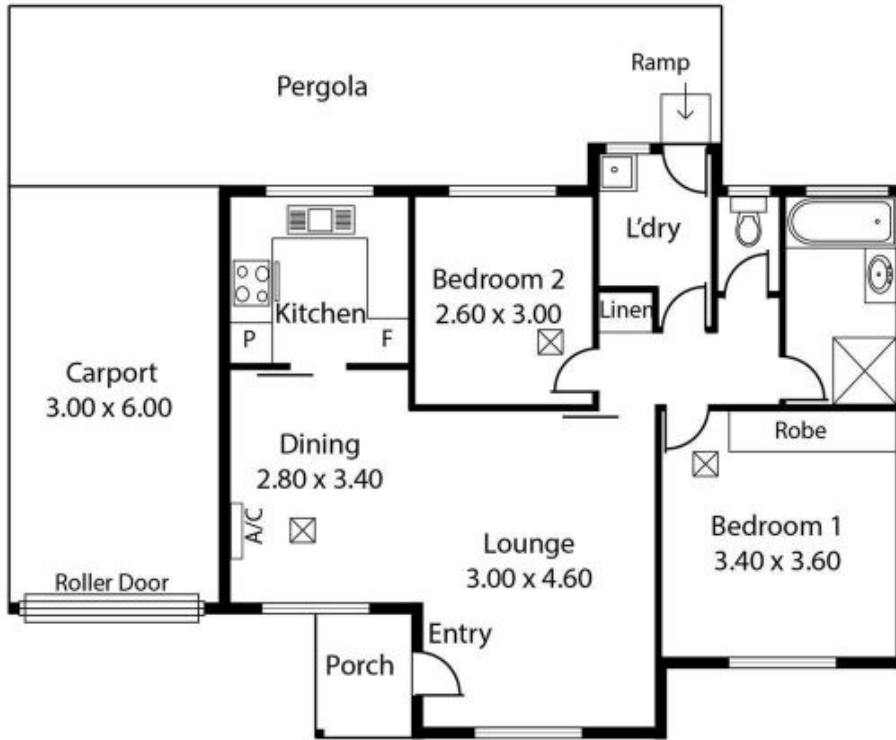 Pergola
Ramp
L'dry
Bedroom 2
2.60 x 3.00
Kitchen
Linen
P
F
Carport
3.00 x 6.00
Dining
2.80 x 3.40
Robe
A/C
Lounge
3.00 x 4.60
Bedroom 1
3.40 x 3.60
Roller Door
Entry
Porch